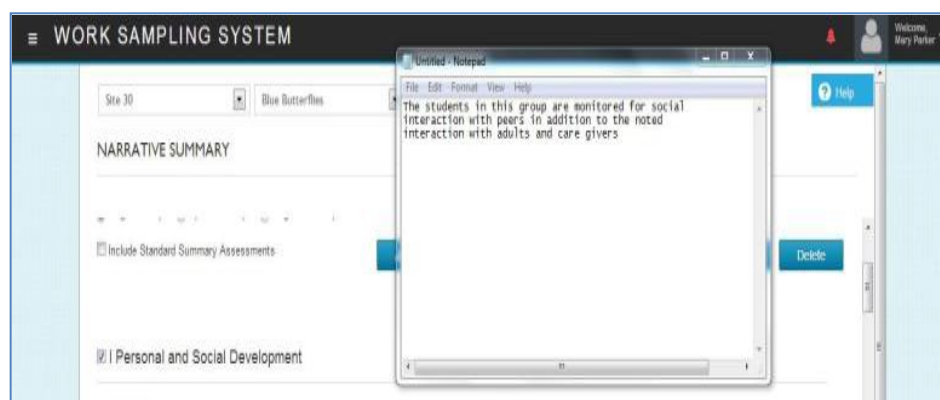 ≡ WORK SAMPLING SYSTEM
Welcome,
Mary Parker
Site 30
Blue Butterflies
Help
NARRATIVE SUMMARY
Include Standard Summary Assessments
Delete
I Personal and Social Development
Untitled - Notepad
File Edit Format View Help
The students in this group are monitored for social
interaction with peers in addition to the noted
interaction with adults and care givers